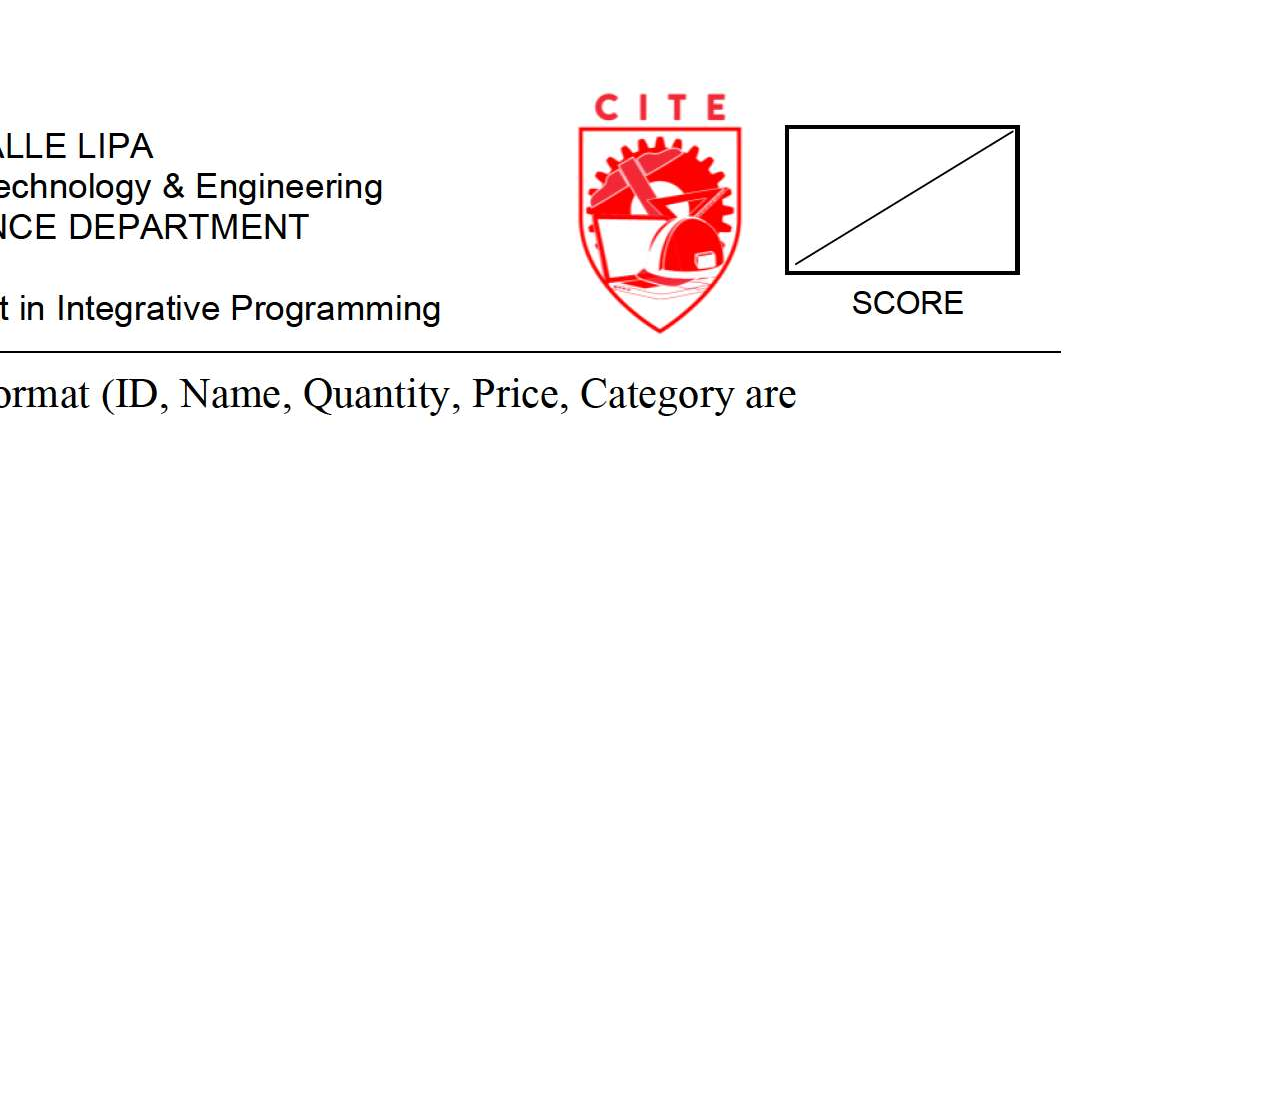 CITE
ALLE LIPA
echnology & Engineering
NCE DEPARTMENT
SCORE
t in Integrative Programming
ormat (ID, Name, Quantity, Price, Category are